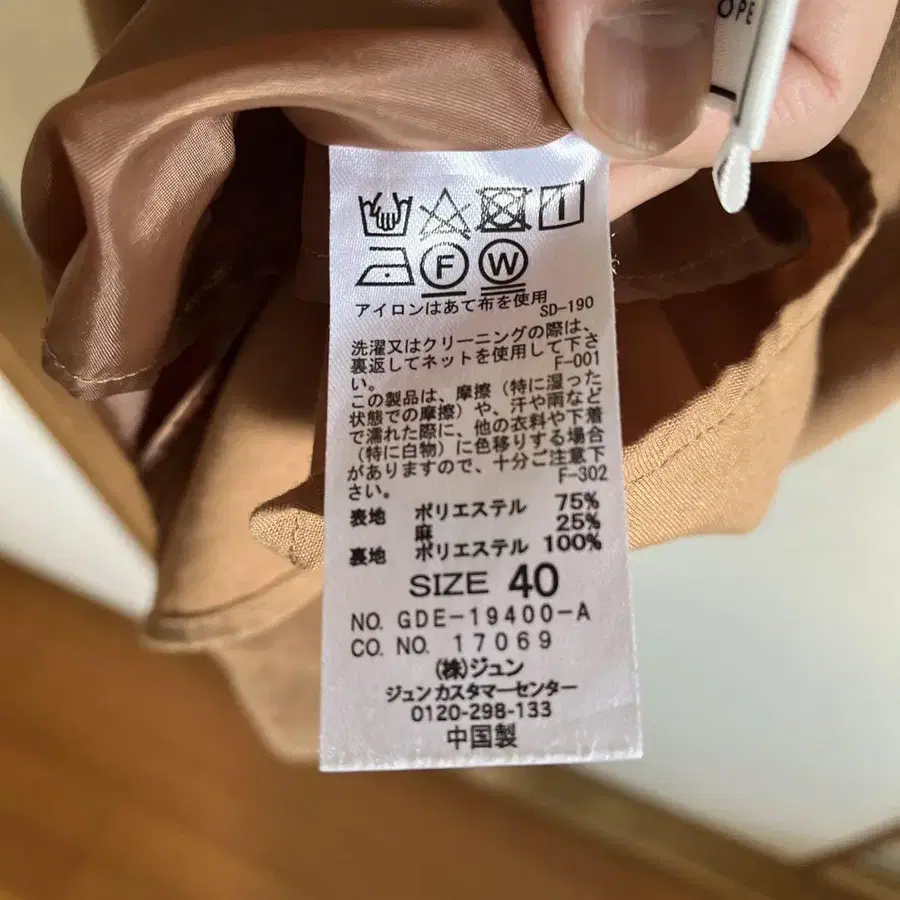 OPE
F W
アイロンはあて布を使用
SD-190
洗濯又はクリーニングの際は、
裏返してネットを使用して下さ
い。
F-001
この製品は、摩擦（特に湿った
状態での摩擦）や、汗や雨など
で濡れた際に、他の衣料や下着
（特に白物）に色移りする場合
がありますので、十分ご注意下
さい。
F-302
表地 ポリエステル 75%
麻 25%
裏地 ポリエステル 100%
SIZE 40
NO. GDE-19400-A
CO. NO. 17069
(株)ジュン
ジュンカスタマーセンター
0120-298-133
中国製